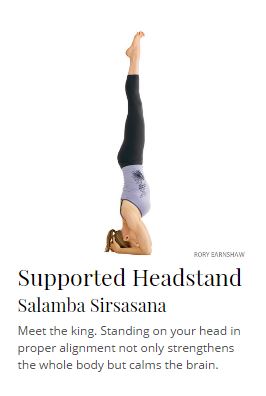 RORY EARNSHAW
Supported Headstand
Salamba Sirsasana
Meet the king. Standing on your head in
proper alignment not only strengthens
the whole body but calms the brain.